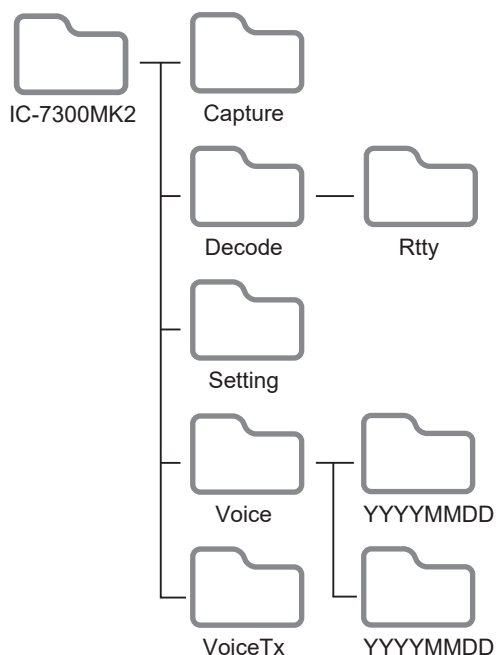 IC-7300MK2
Capture
Decode
Rtty
Setting
Voice
YYYYMMDD
VoiceTx
YYYYMMDD